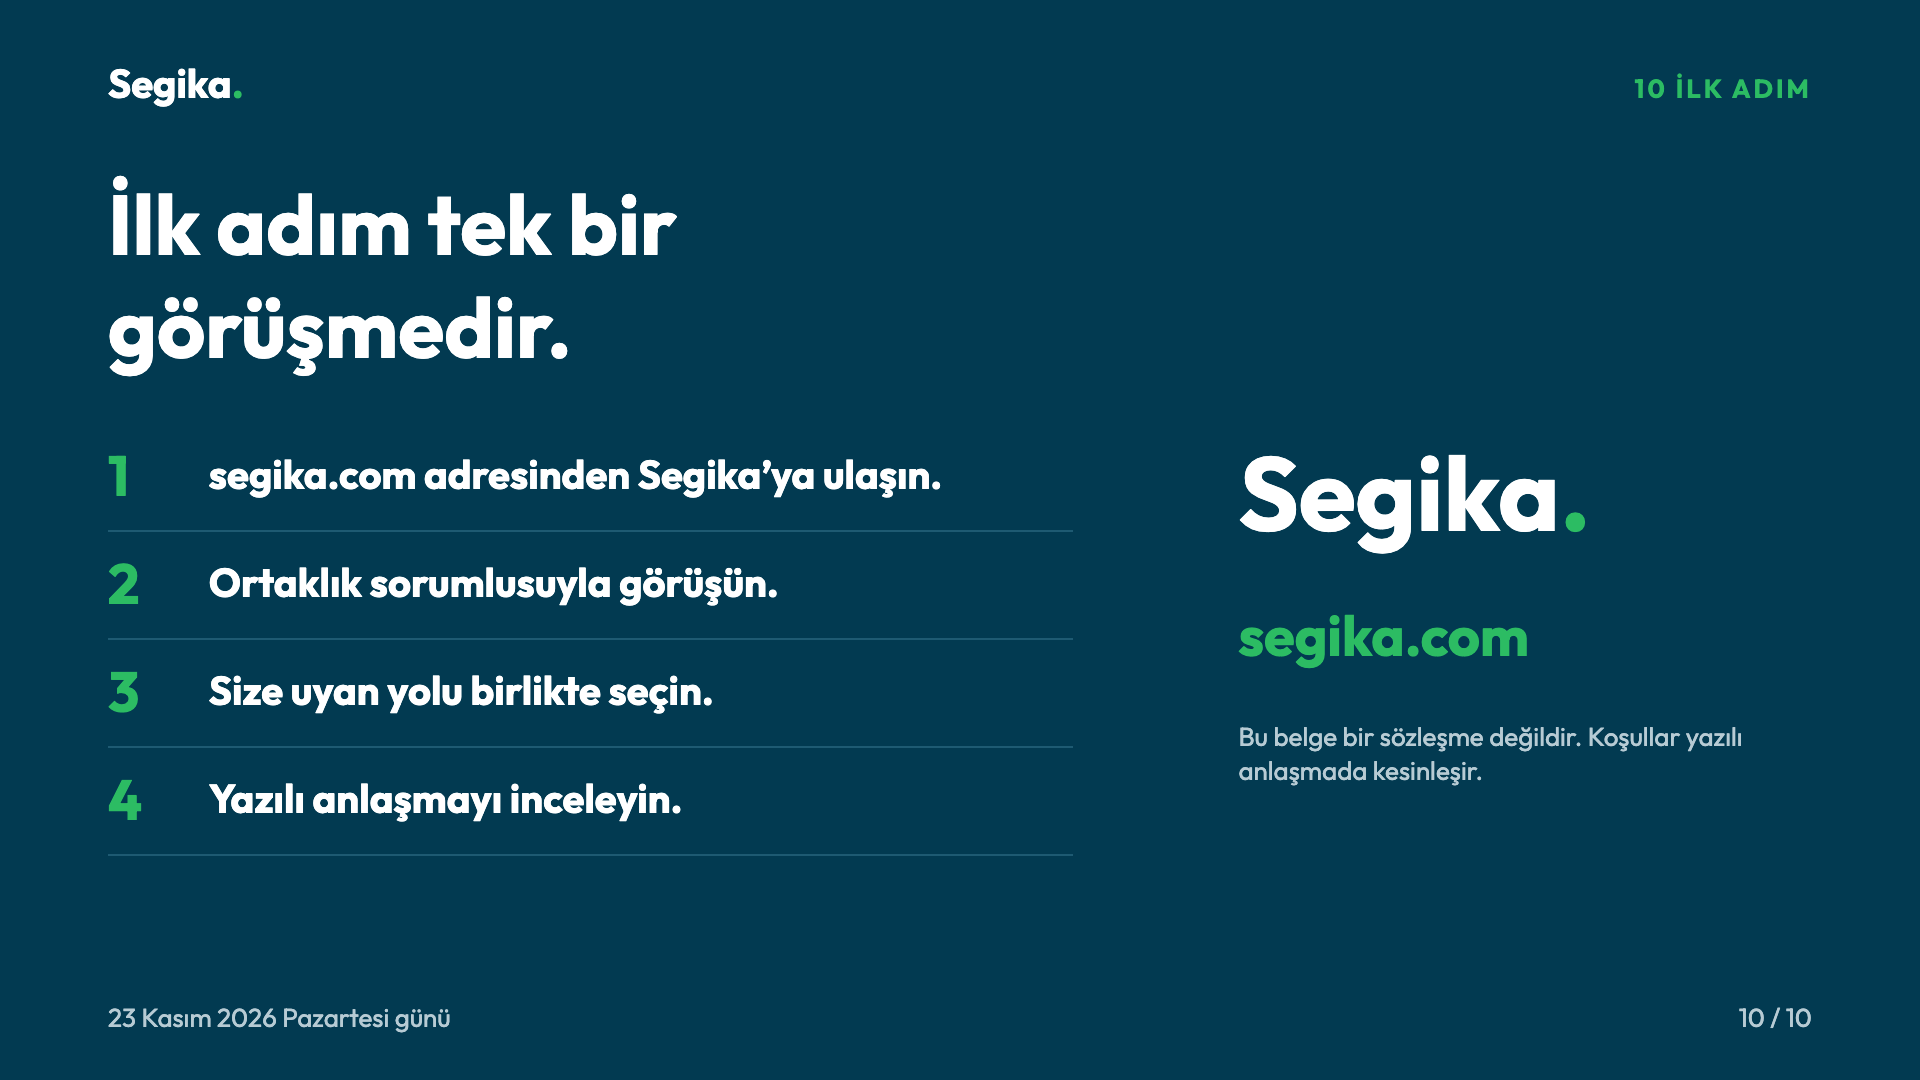 Segika.
10 İLK ADIM
İlk adım tek bir
görüşmedir.
1 segika.com adresinden Segika’ya ulaşın.
2 Ortaklık sorumlusuyla görüşün.
3 Size uyan yolu birlikte seçin.
4 Yazılı anlaşmayı inceleyin.
Segika.
segika.com
Bu belge bir sözleşme değildir. Koşullar yazılı
anlaşmada kesinleşir.
23 Kasım 2026 Pazartesi günü
10 / 10